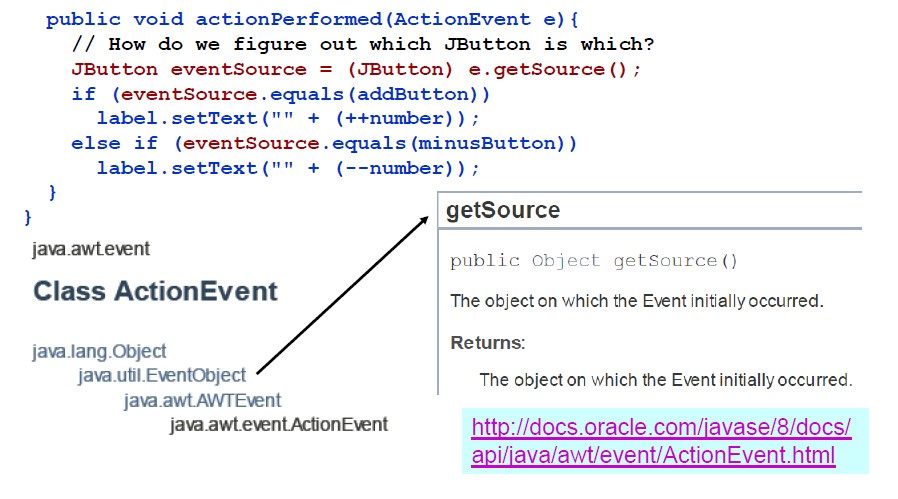 public void actionPerformed(ActionEvent e){
// How do we figure out which JButton is which?
JButton eventSource = (JButton) e.getSource();
if (eventSource.equals(addButton))
label.setText("" + (++number));
else if (eventSource.equals(minusButton))
label.setText("" + (--number));
}
}
java.awt.event
Class ActionEvent
java.lang.Object
java.util.EventObject
java.awt.AWTEvent
java.awt.event.ActionEvent
getSource
public Object getSource()
The object on which the Event initially occurred.
Returns:
The object on which the Event initially occurred.
http://docs.oracle.com/javase/8/docs/
api/java/awt/event/ActionEvent.html